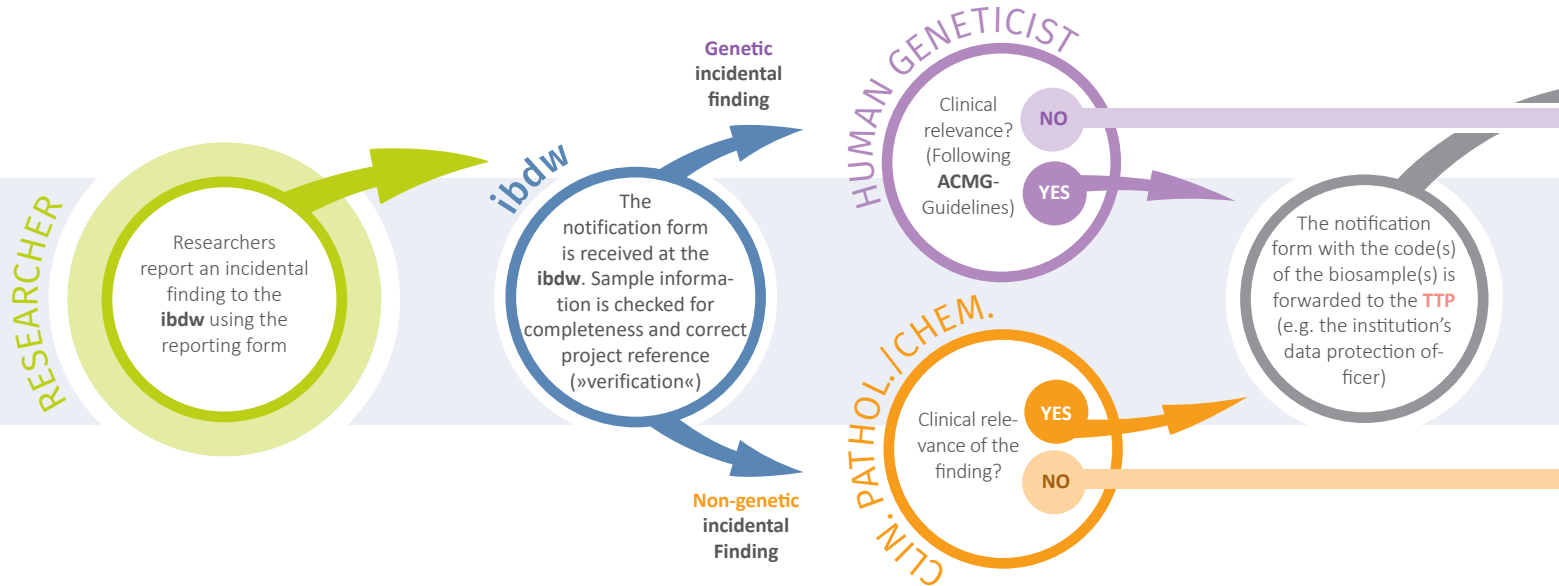 RESEARCHER
Researchers
report an incidental
finding to the
ibdw using the
reporting form
ibdw
The
notification form
is received at the
ibdw. Sample informa-
tion is checked for
completeness and correct
project reference
(»verification«)
Genetic
incidental
finding
Non-genetic
incidental
Finding
HUMAN GENETICIST
Clinical
relevance?
(Following
ACMG-
Guidelines)
NO
YES
CLIN. PATHOL./CHEM.
Clinical rele-
vance of the
finding?
YES
NO
The notification
form with the code(s)
of the biosample(s) is
forwarded to the TTP
(e.g. the institution’s
data protection of-
ficer)